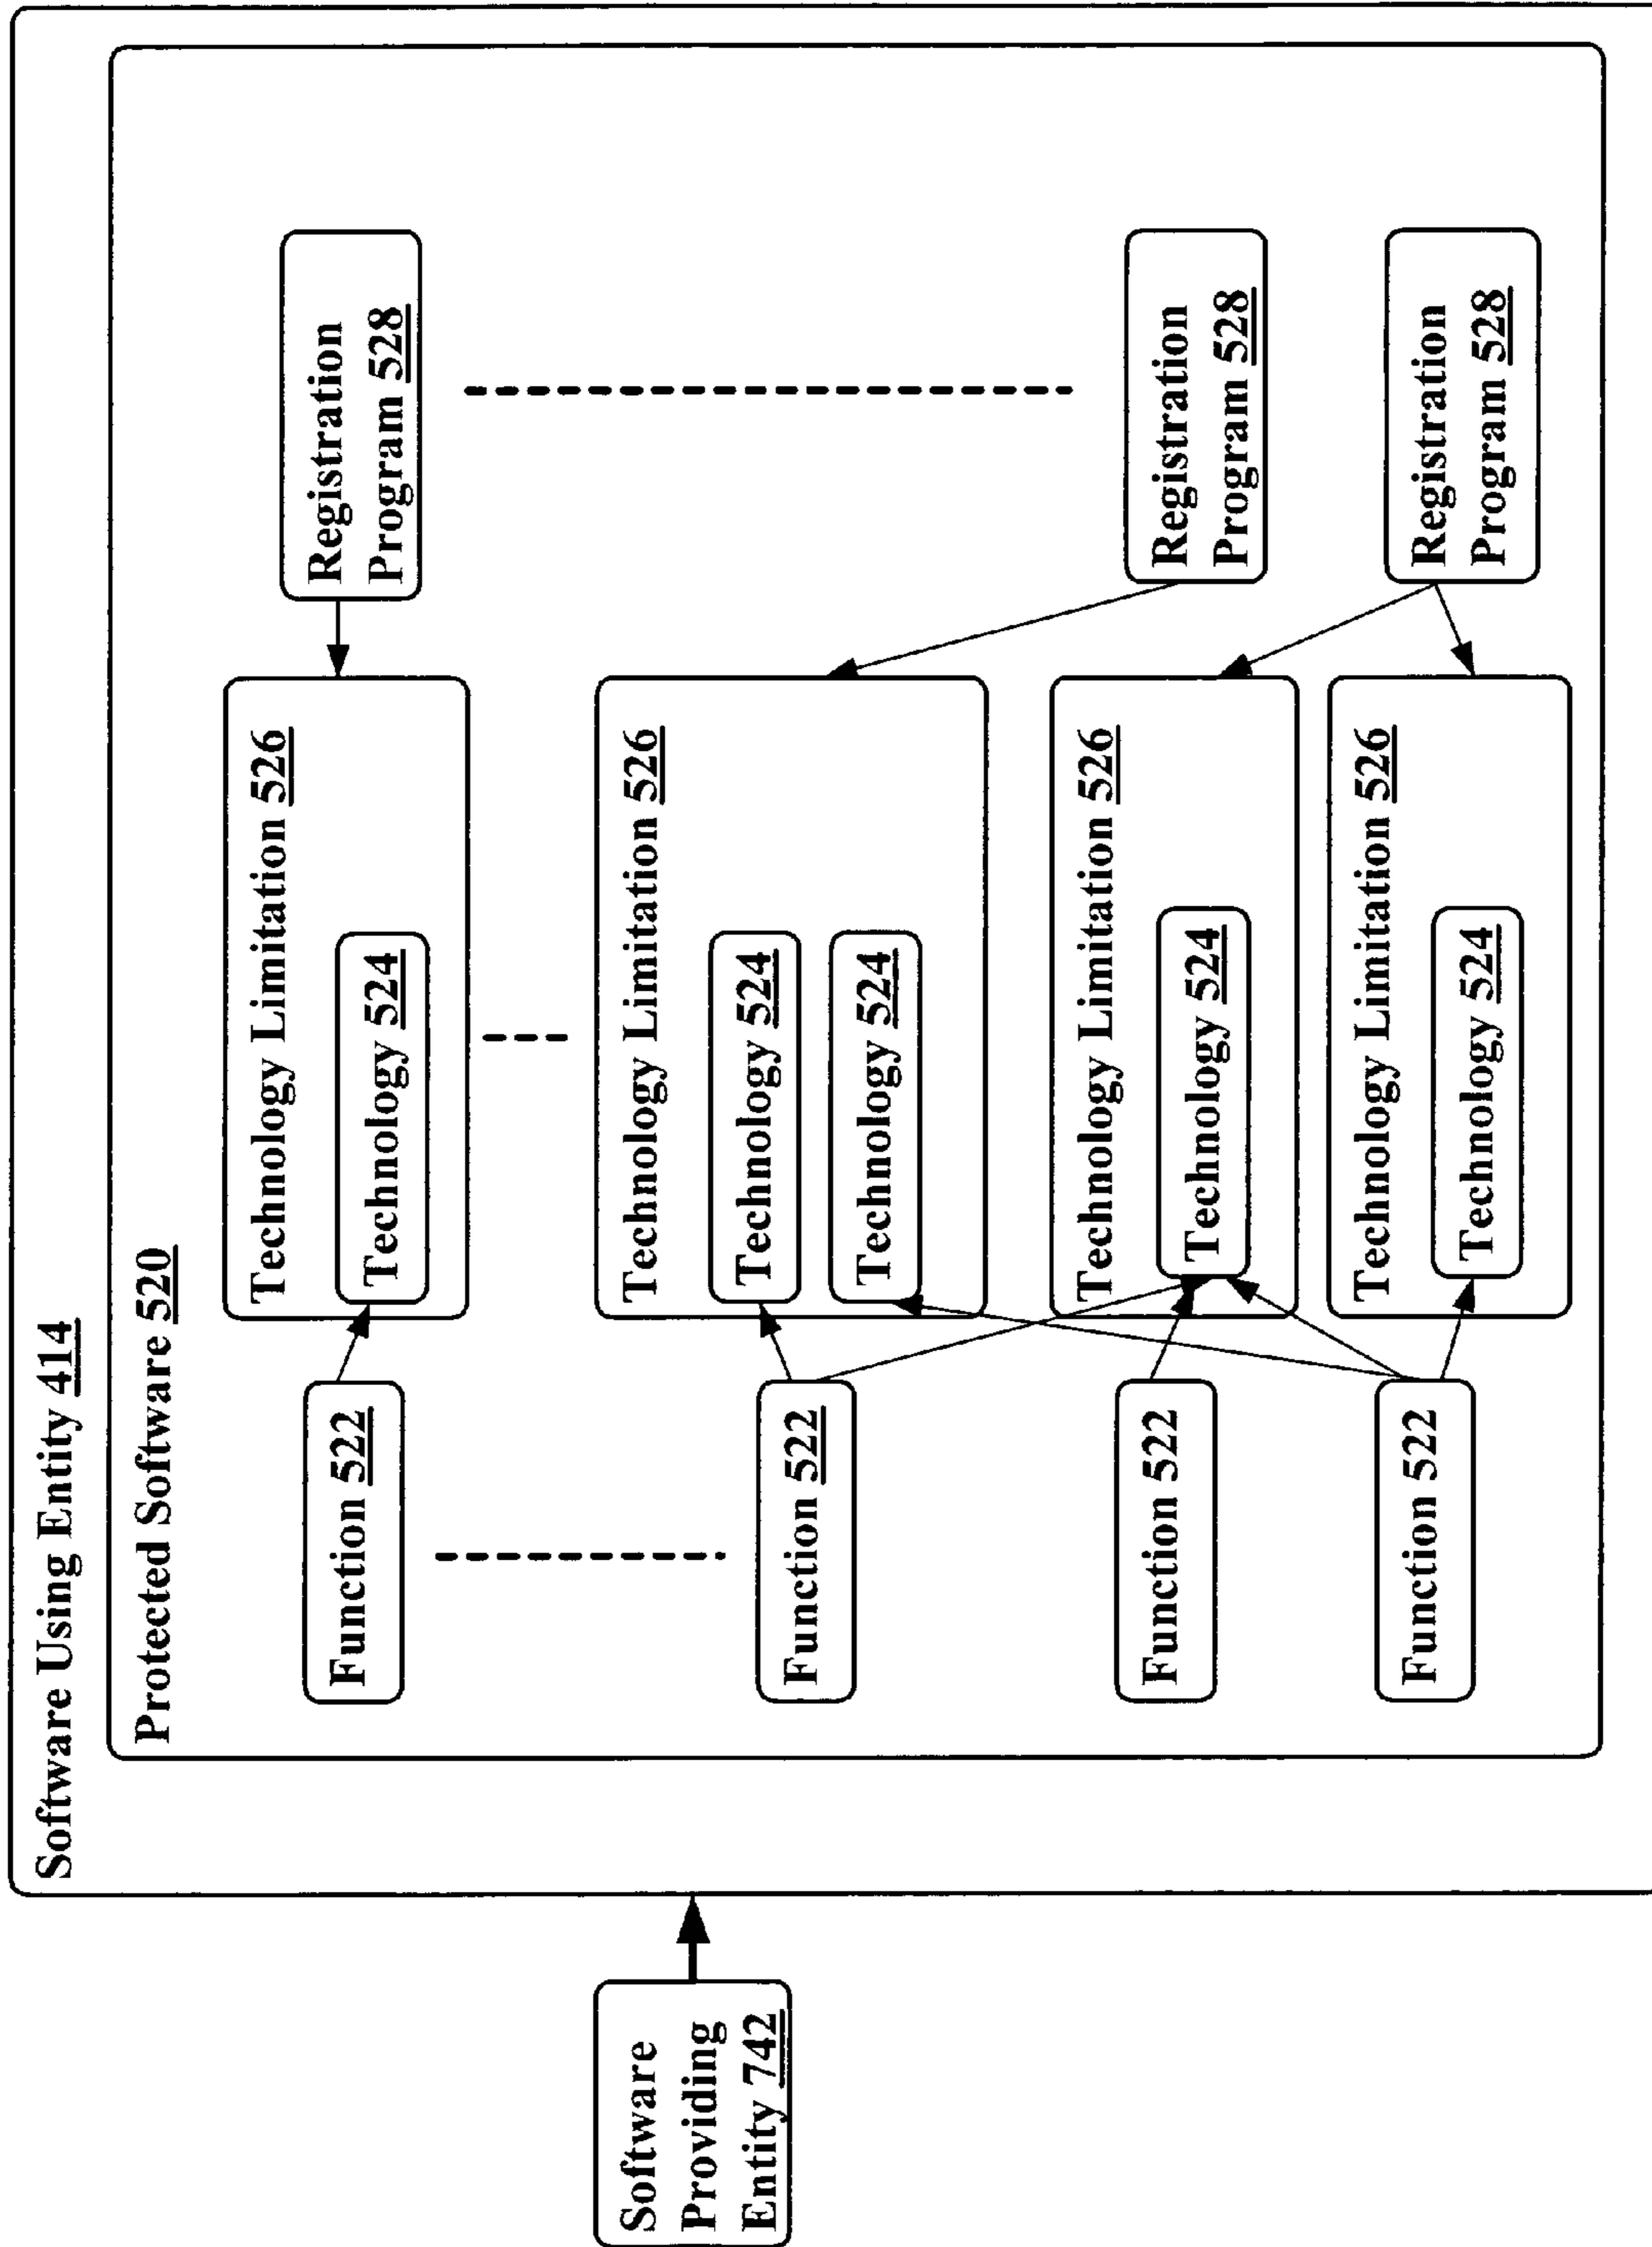 Software Using Entity 414
Protected Software 520
Function 522
Technology Limitation 526
Technology 524
Registration
Program 528
Software
Providing
Entity 742
Function 522
Technology Limitation 526
Technology 524
Technology 524
Function 522
Technology Limitation 526
Technology 524
Registration
Program 528
Function 522
Technology Limitation 526
Technology 524
Registration
Program 528